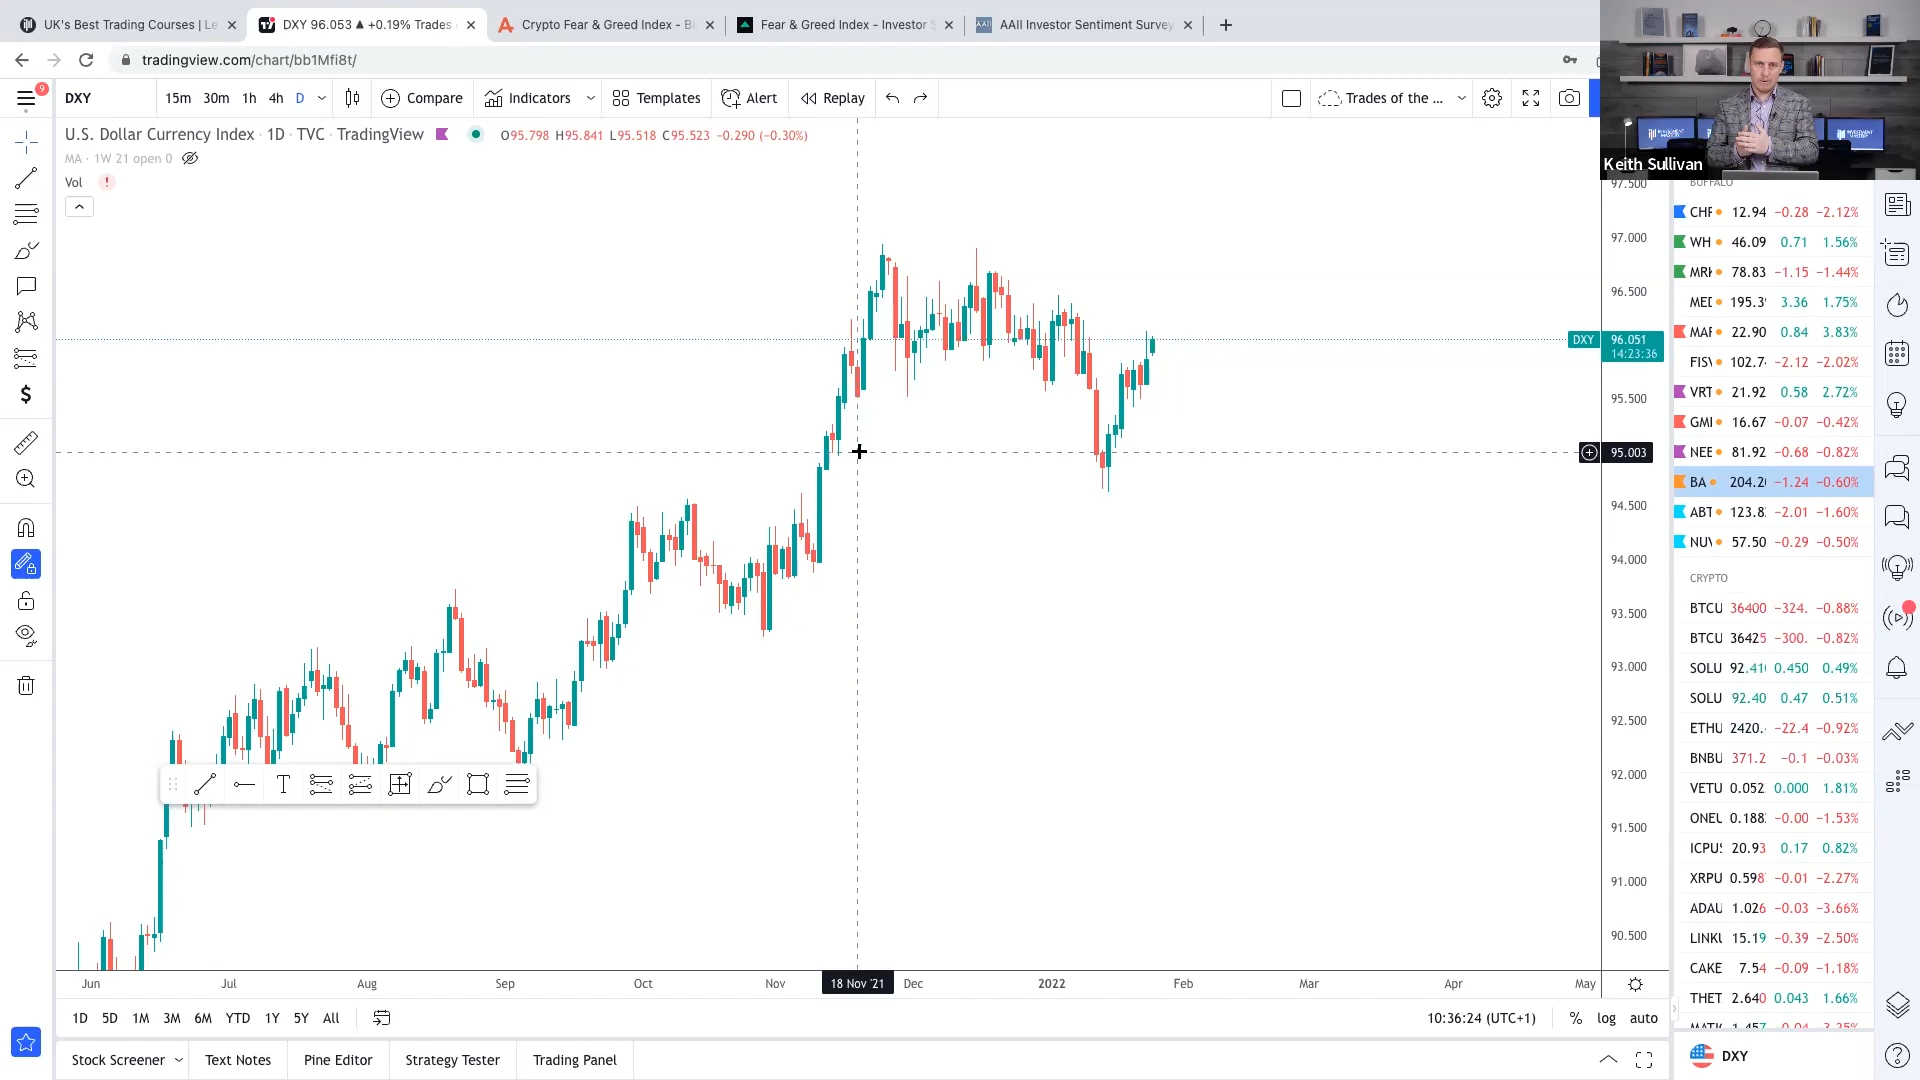 UK's Best Trading Courses | Le
DXY 96.053 ▲ +0.19% Trades
Crypto Fear & Greed Index - Bi
Fear & Greed Index - Investor S
AAII Investor Sentiment Survey
tradingview.com/chart/bb1Mfi8t/
9
DXY
15m 30m 1h 4h D
Compare
Indicators
Templates
Alert
Replay
Trades of the ...
U.S. Dollar Currency Index · 1D · TVC · TradingView
O95.798 H95.841 L95.518 C95.523 −0.290 (−0.30%)
MA · 1W 21 open 0
Vol
Keith Sullivan
97.500
97.000
96.500
DXY 96.051
14:23:36
95.500
95.003
94.500
94.000
93.500
93.000
92.500
92.000
91.500
91.000
90.500
Jun Jul Aug Sep Oct Nov 18 Nov '21 Dec 2022 Feb Mar Apr May
BUFFALO
CHF 12.94 −0.28 −2.12%
WH 46.09 0.71 1.56%
MRK 78.83 −1.15 −1.44%
MED 195.3 3.36 1.75%
MAF 22.90 0.84 3.83%
FISV 102.7 −2.12 −2.02%
VRT 21.92 0.58 2.72%
GMI 16.67 −0.07 −0.42%
NEE 81.92 −0.68 −0.82%
BA 204.2 −1.24 −0.60%
ABT 123.8 −2.01 −1.60%
NUV 57.50 −0.29 −0.50%
CRYPTO
BTCU 36400 −324. −0.88%
BTCU 36425 −300. −0.82%
SOLU 92.41 0.450 0.49%
SOLU 92.40 0.47 0.51%
ETHU 2420. −22.4 −0.92%
BNBU 371.2 −0.1 −0.03%
VETU 0.052 0.000 1.81%
ONEU 0.188 −0.00 −1.53%
ICPU 20.93 0.17 0.82%
XRPU 0.598 −0.01 −2.27%
ADAU 1.026 −0.03 −3.66%
LINKU 15.19 −0.39 −2.50%
CAKE 7.54 −0.09 −1.18%
THET 2.640 0.043 1.66%
1D 5D 1M 3M 6M YTD 1Y 5Y All
10:36:24 (UTC+1) % log auto
Stock Screener
Text Notes
Pine Editor
Strategy Tester
Trading Panel
DXY